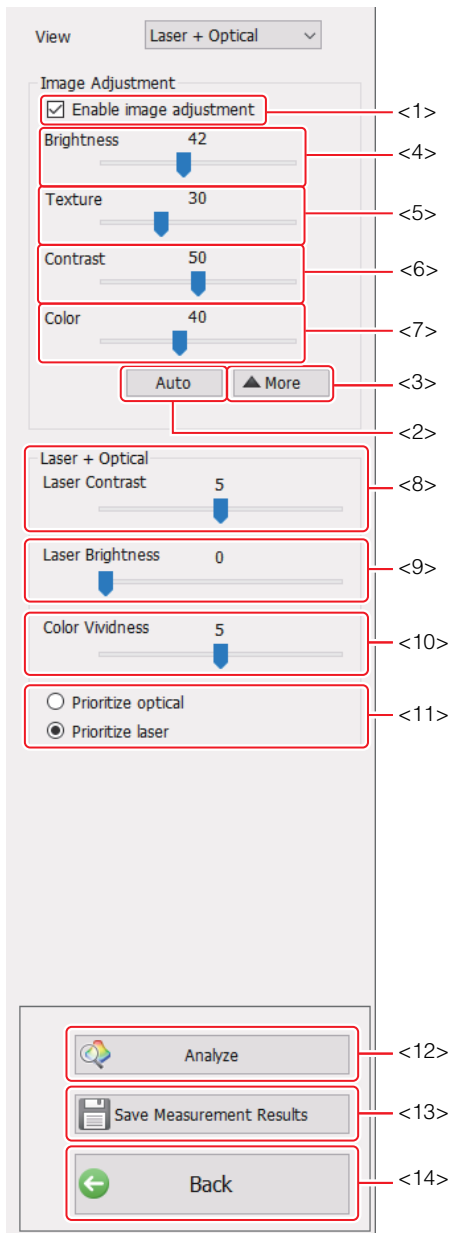 View Laser + Optical
Image Adjustment
Enable image adjustment <1>
Brightness 42 <4>
Texture 30 <5>
Contrast 50 <6>
Color 40 <7>
Auto More <3>
<2>
Laser + Optical
Laser Contrast 5 <8>
Laser Brightness 0 <9>
Color Vividness 5 <10>
Prioritize optical
<11>
Prioritize laser
Analyze <12>
Save Measurement Results <13>
Back <14>